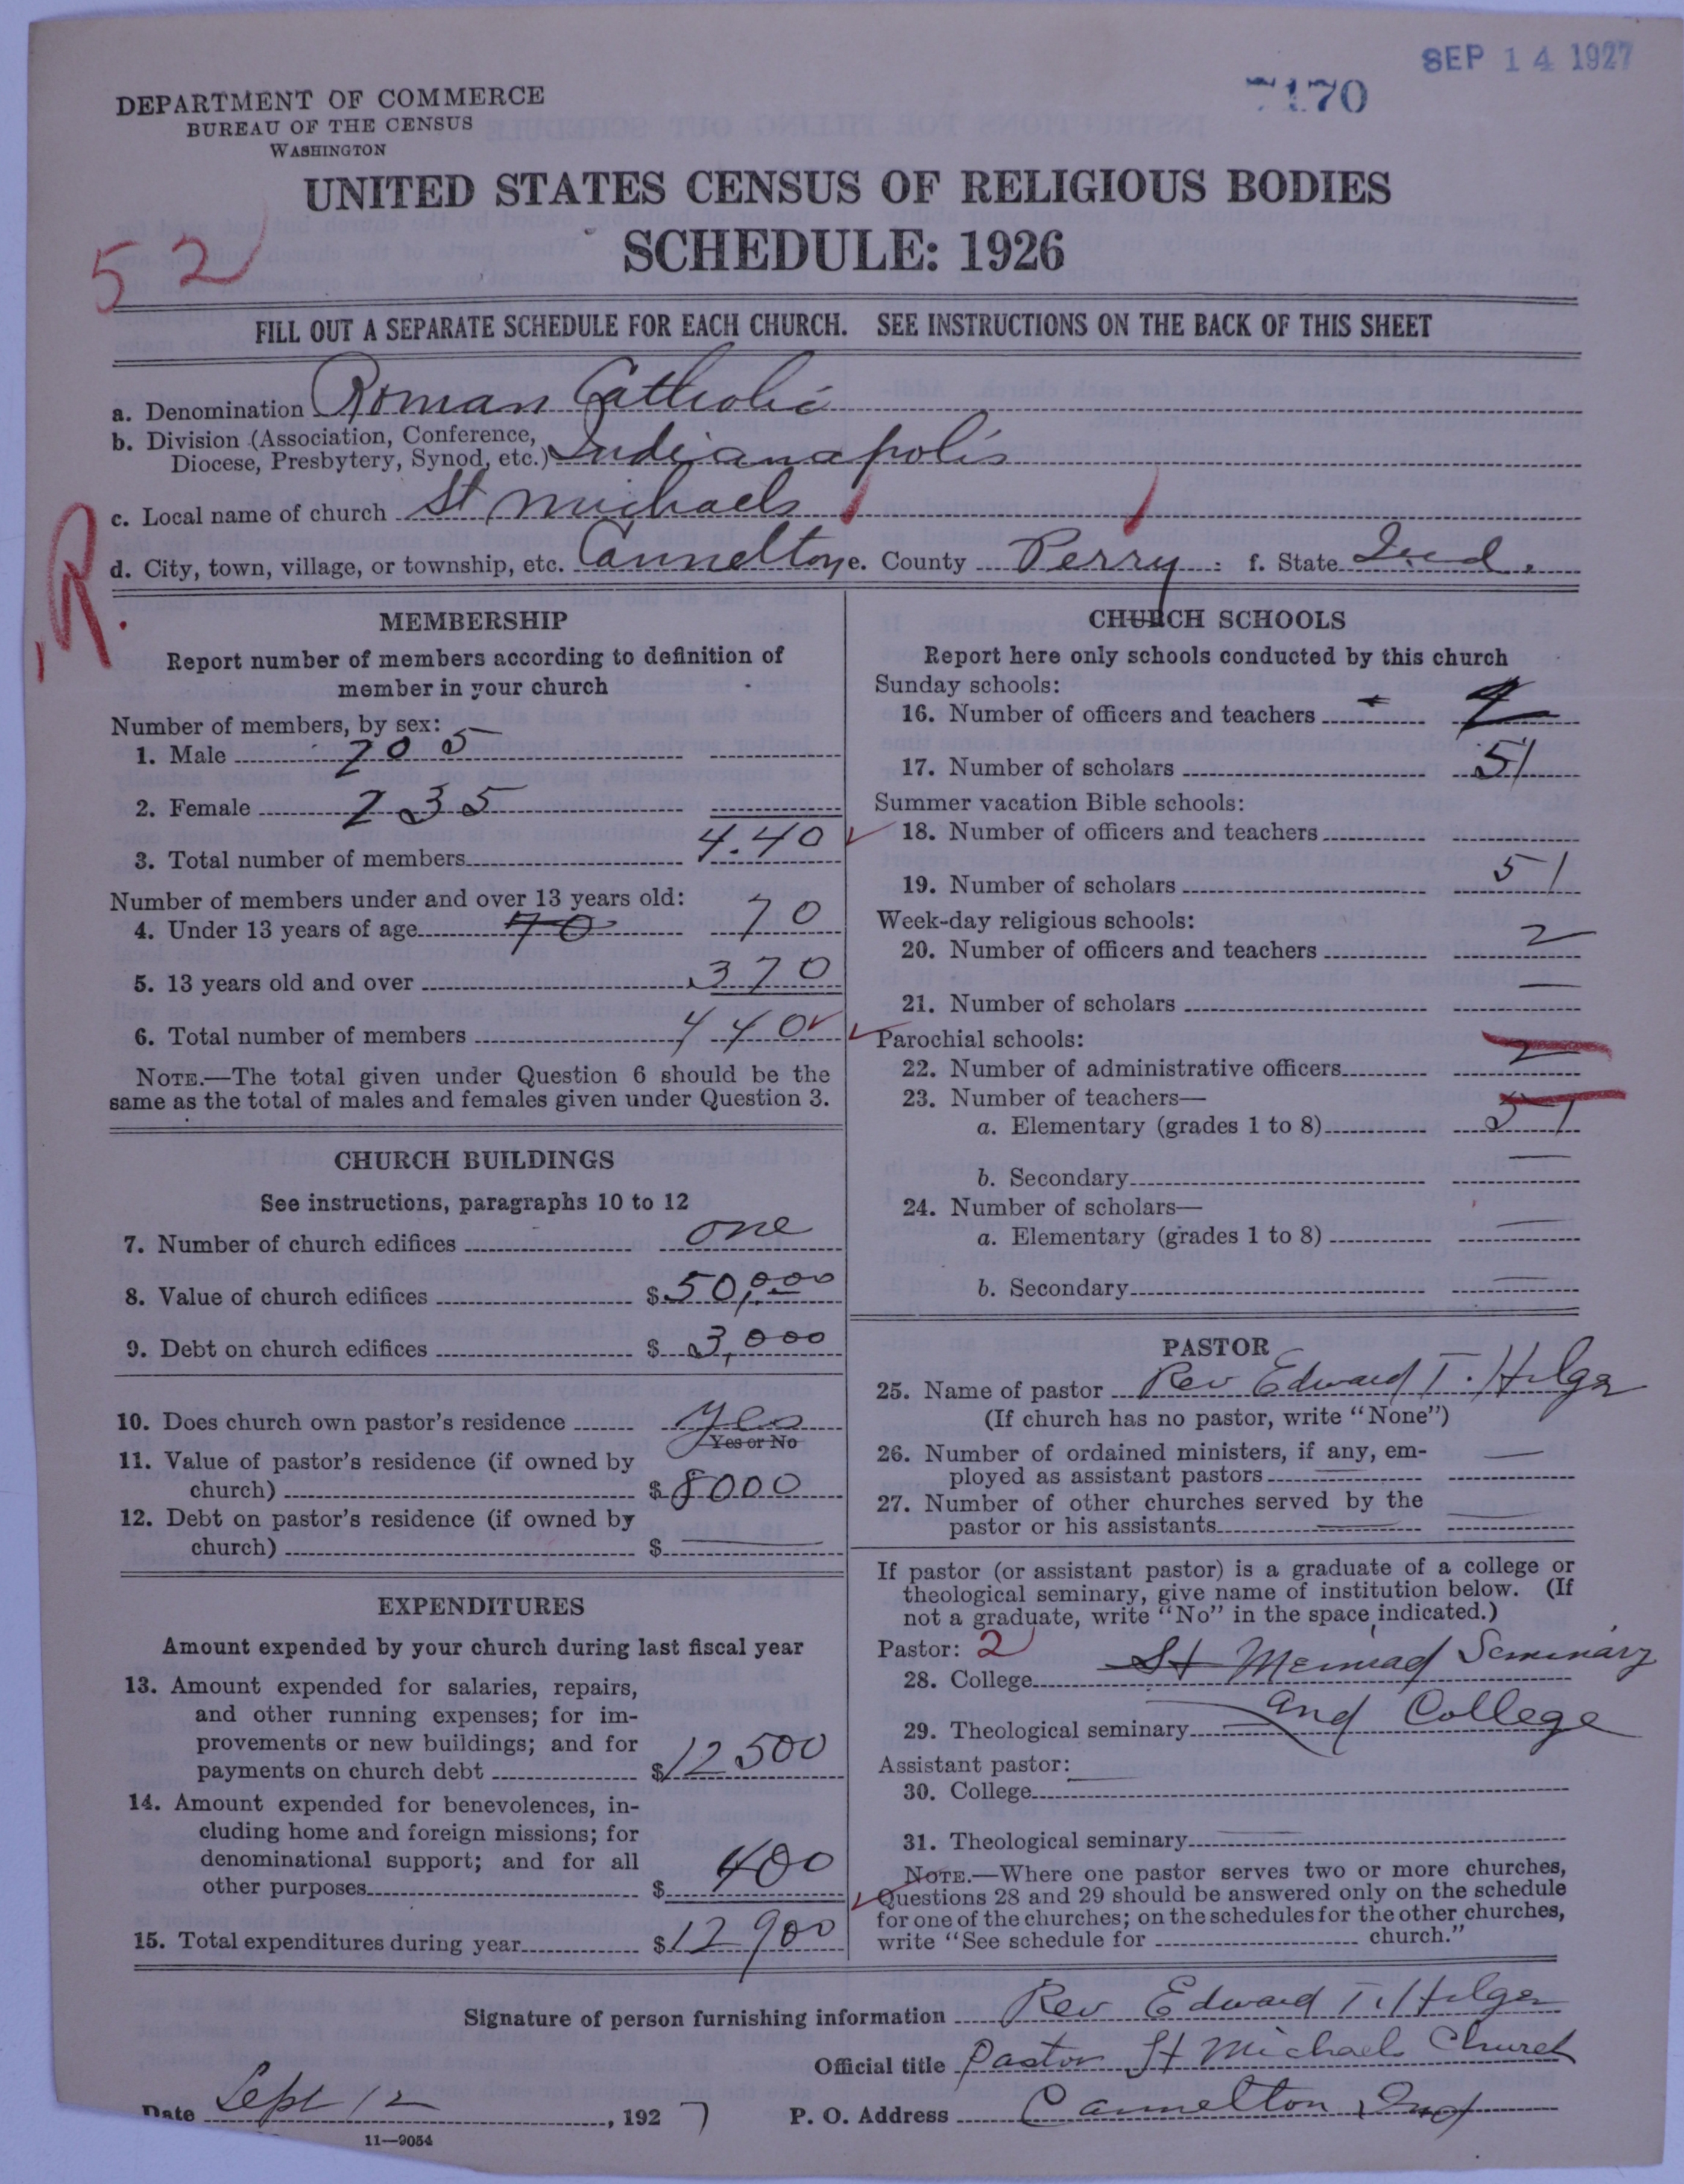 SEP 14 1927
7170
DEPARTMENT OF COMMERCE
BUREAU OF THE CENSUS
WASHINGTON
UNITED STATES CENSUS OF RELIGIOUS BODIES
SCHEDULE: 1926
52
FILL OUT A SEPARATE SCHEDULE FOR EACH CHURCH. SEE INSTRUCTIONS ON THE BACK OF THIS SHEET
a. Denomination Roman Catholic
b. Division (Association, Conference, Diocese, Presbytery, Synod, etc.) Indianapolis
c. Local name of church St Michaels
d. City, town, village, or township, etc. Cannelton e. County Perry : f. State Ind.
R.
MEMBERSHIP
Report number of members according to definition of
member in your church
Number of members, by sex:
1. Male 205
2. Female 235
3. Total number of members 440
Number of members under and over 13 years old:
4. Under 13 years of age 70 70
5. 13 years old and over 370
6. Total number of members 440
NOTE.—The total given under Question 6 should be the
same as the total of males and females given under Question 3.
CHURCH BUILDINGS
See instructions, paragraphs 10 to 12
7. Number of church edifices one
8. Value of church edifices $50,000
9. Debt on church edifices $3,000
10. Does church own pastor's residence yes
Yes or No
11. Value of pastor's residence (if owned by
church) $8000
12. Debt on pastor's residence (if owned by
church) $ —
EXPENDITURES
Amount expended by your church during last fiscal year
13. Amount expended for salaries, repairs,
and other running expenses; for im-
provements or new buildings; and for
payments on church debt $12500
14. Amount expended for benevolences, in-
cluding home and foreign missions; for
denominational support; and for all
other purposes $400
15. Total expenditures during year $12900
CHURCH SCHOOLS
Report here only schools conducted by this church
Sunday schools:
16. Number of officers and teachers
17. Number of scholars 51
Summer vacation Bible schools:
18. Number of officers and teachers
19. Number of scholars 51
Week-day religious schools:
20. Number of officers and teachers 2
21. Number of scholars —
Parochial schools:
22. Number of administrative officers 2
23. Number of teachers—
a. Elementary (grades 1 to 8) 51
b. Secondary —
24. Number of scholars—
a. Elementary (grades 1 to 8) —
b. Secondary —
PASTOR
25. Name of pastor Rev Edward T. Hilger
(If church has no pastor, write "None")
26. Number of ordained ministers, if any, em-
ployed as assistant pastors —
27. Number of other churches served by the
pastor or his assistants —
If pastor (or assistant pastor) is a graduate of a college or
theological seminary, give name of institution below. (If
not a graduate, write "No" in the space indicated.)
Pastor: 2
28. College St Meinrad Seminary
29. Theological seminary and College
Assistant pastor: —
30. College
31. Theological seminary —
NOTE.—Where one pastor serves two or more churches,
Questions 28 and 29 should be answered only on the schedule
for one of the churches; on the schedules for the other churches,
write "See schedule for church."
Signature of person furnishing information Rev Edward T. Hilger
Official title Pastor St Michaels Church
Date Sept 12, 1927 P. O. Address Cannelton Ind
11—9054